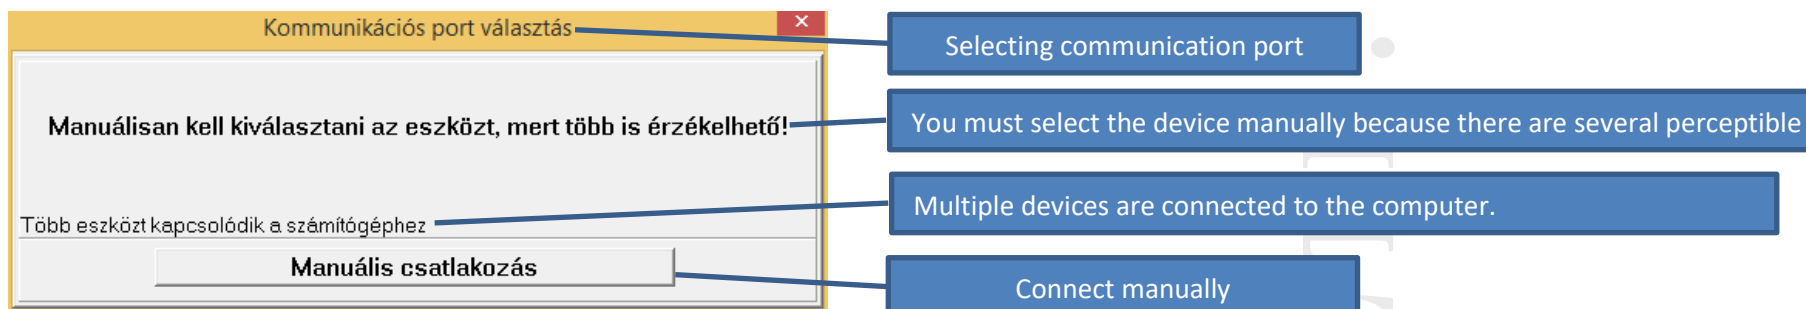 Kommunikációs port választás
Selecting communication port
Manuálisan kell kiválasztani az eszközt, mert több is érzékelhető!
You must select the device manually because there are several perceptible
Multiple devices are connected to the computer.
Több eszközt kapcsolódik a számítógéphez
Manuális csatlakozás
Connect manually